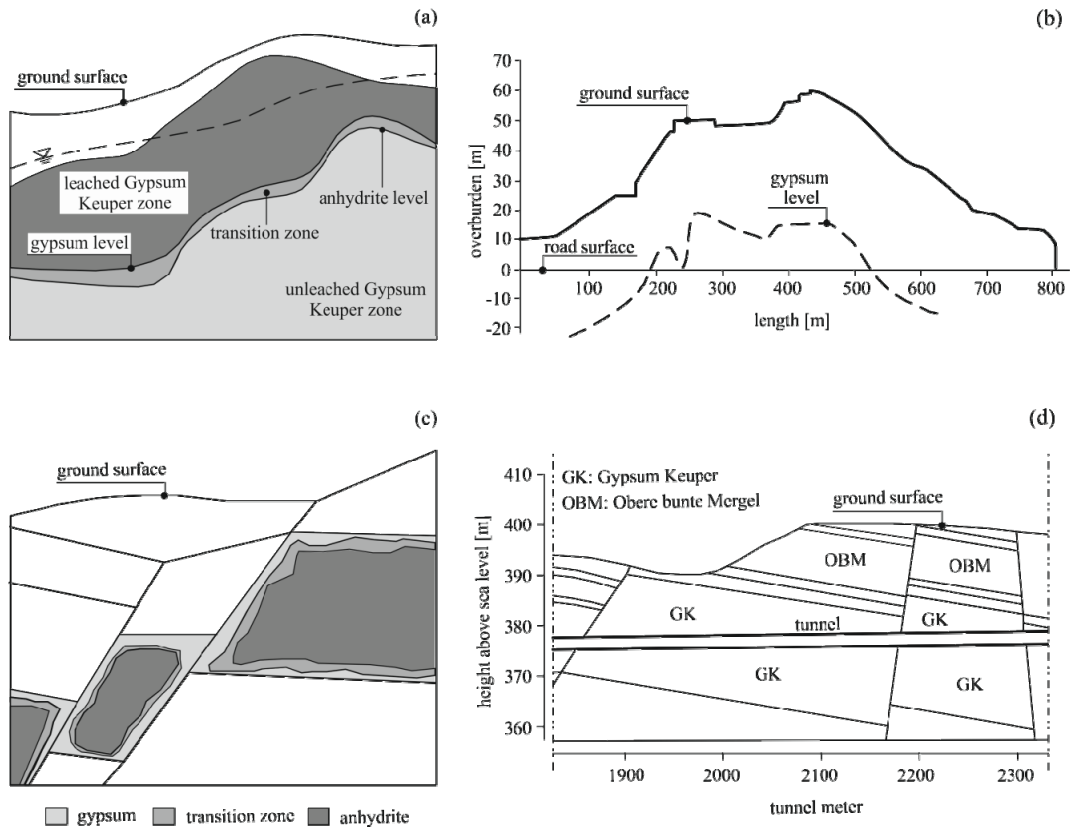 (a)
ground surface
leached Gypsum
Keuper zone
anhydrite level
transition zone
gypsum level
unleached Gypsum
Keuper zone
(b)
70
60
50
40
30
20
10
0
-10
-20
overburden [m]
ground surface
gypsum
level
road surface
100 200 300 400 500 600 700 800
length [m]
(c)
ground surface
gypsum transition zone anhydrite
(d)
410
400
390
380
370
360
height above sea level [m]
GK: Gypsum Keuper
OBM: Obere bunte Mergel
ground surface
OBM OBM
GK GK
tunnel
GK GK
1900 2000 2100 2200 2300
tunnel meter